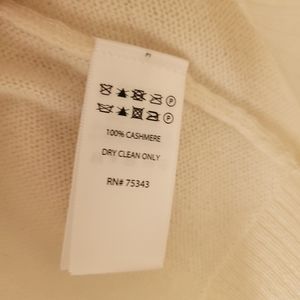 P
P
100% CASHMERE
DRY CLEAN ONLY
RN# 75343